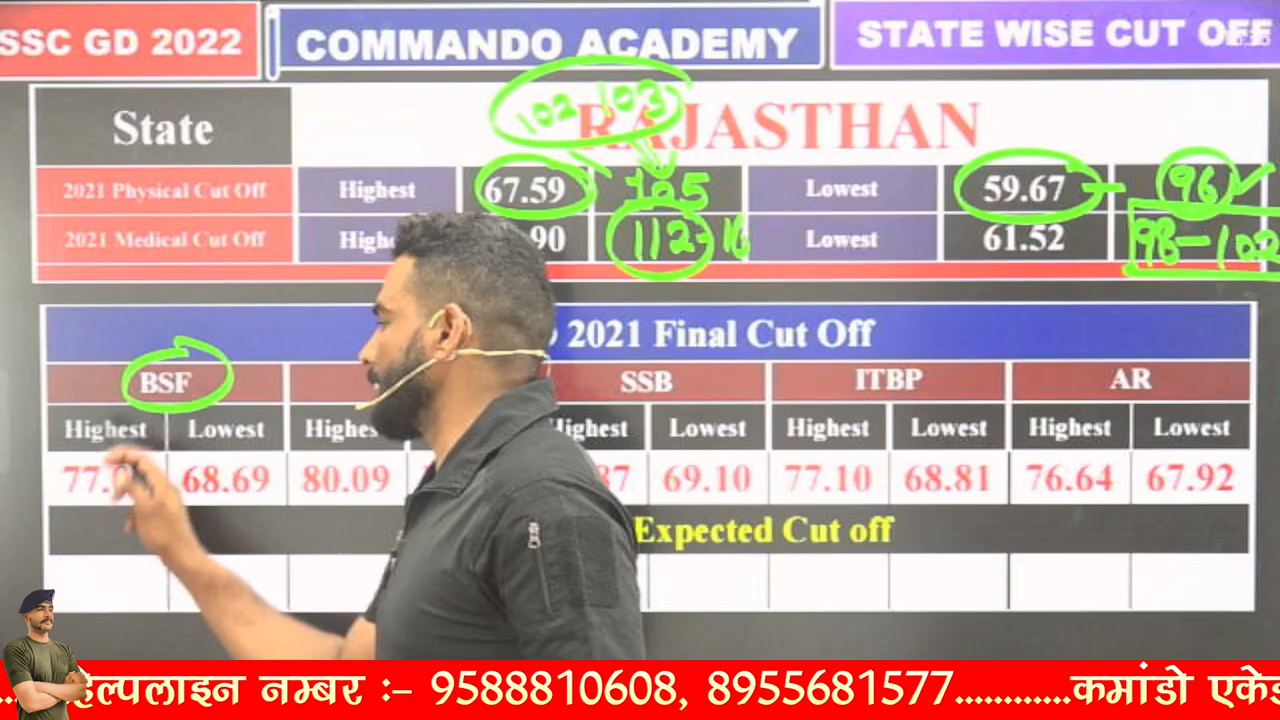 SSC GD 2022 COMMANDO ACADEMY STATE WISE CUT OFF
102 103
State RAJASTHAN
2021 Physical Cut Off Highest 67.59 105 Lowest 59.67 - 96
2021 Medical Cut Off 90 112 Lowest 61.52 98-102
2021 Final Cut Off
BSF SSB ITBP AR
Highest Lowest Highest Lowest Highest Lowest Highest Lowest
68.69 80.09 69.10 77.10 68.81 76.64 67.92
Expected Cut off
हेल्पलाइन नम्बर :- 9588810608, 8955681577............कमांडो